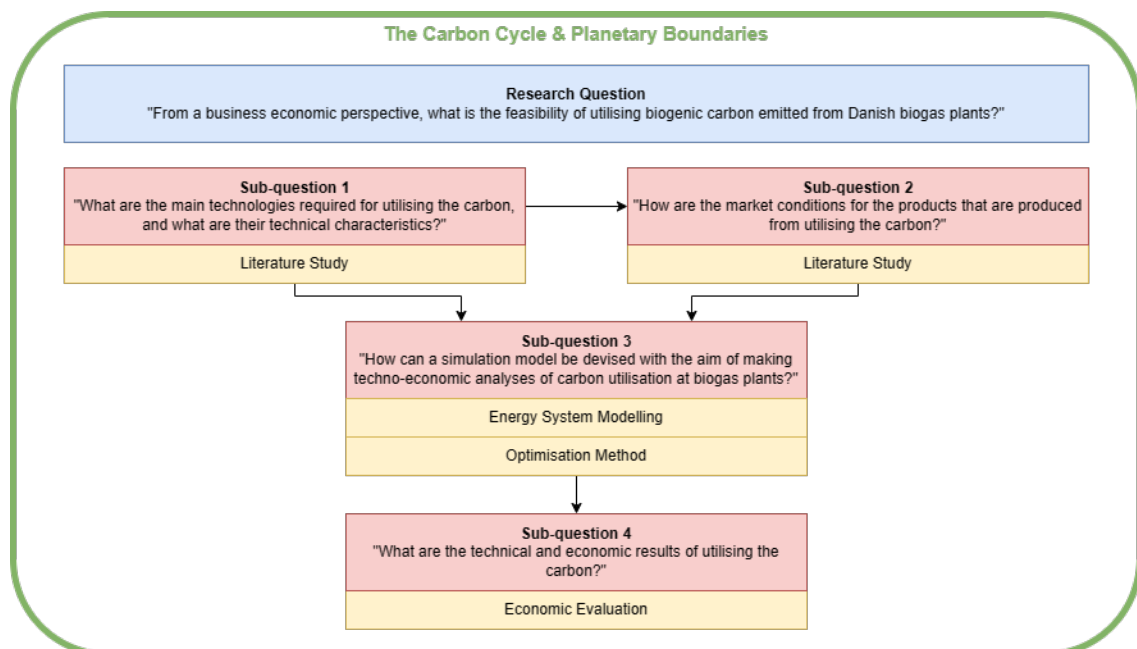 The Carbon Cycle & Planetary Boundaries
Research Question
"From a business economic perspective, what is the feasibility of utilising biogenic carbon emitted from Danish biogas plants?"
Sub-question 1
"What are the main technologies required for utilising the carbon,
and what are their technical characteristics?"
Literature Study
Sub-question 2
"How are the market conditions for the products that are produced
from utilising the carbon?"
Literature Study
Sub-question 3
"How can a simulation model be devised with the aim of making
techno-economic analyses of carbon utilisation at biogas plants?"
Energy System Modelling
Optimisation Method
Sub-question 4
"What are the technical and economic results of utilising the
carbon?"
Economic Evaluation